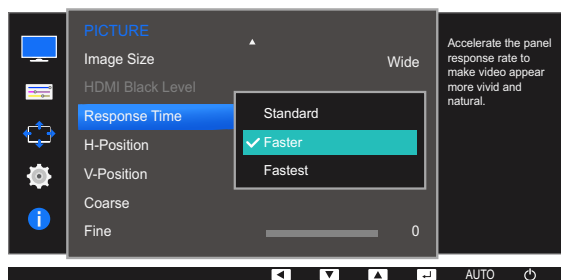 PICTURE
Image Size
Wide
HDMI Black Level
Response Time
Standard
Faster
Fastest
H-Position
V-Position
Coarse
Fine
0
Accelerate the panel
response rate to
make video appear
more vivid and
natural.
AUTO